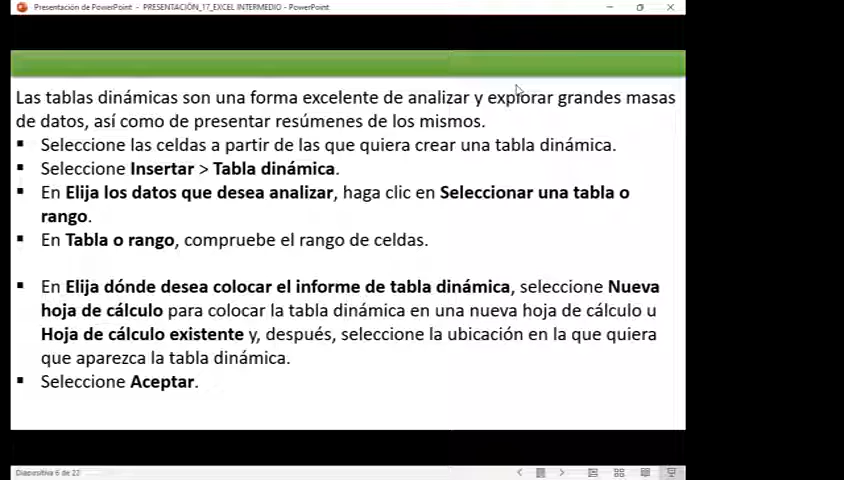 Presentación de PowerPoint - PRESENTACIÓN_17_EXCEL INTERMEDIO - PowerPoint
Las tablas dinámicas son una forma excelente de analizar y explorar grandes masas
de datos, así como de presentar resúmenes de los mismos.
▪ Seleccione las celdas a partir de las que quiera crear una tabla dinámica.
▪ Seleccione Insertar > Tabla dinámica.
▪ En Elija los datos que desea analizar, haga clic en Seleccionar una tabla o
rango.
▪ En Tabla o rango, compruebe el rango de celdas.
▪ En Elija dónde desea colocar el informe de tabla dinámica, seleccione Nueva
hoja de cálculo para colocar la tabla dinámica en una nueva hoja de cálculo u
Hoja de cálculo existente y, después, seleccione la ubicación en la que quiera
que aparezca la tabla dinámica.
▪ Seleccione Aceptar.
Diapositiva 6 de 22